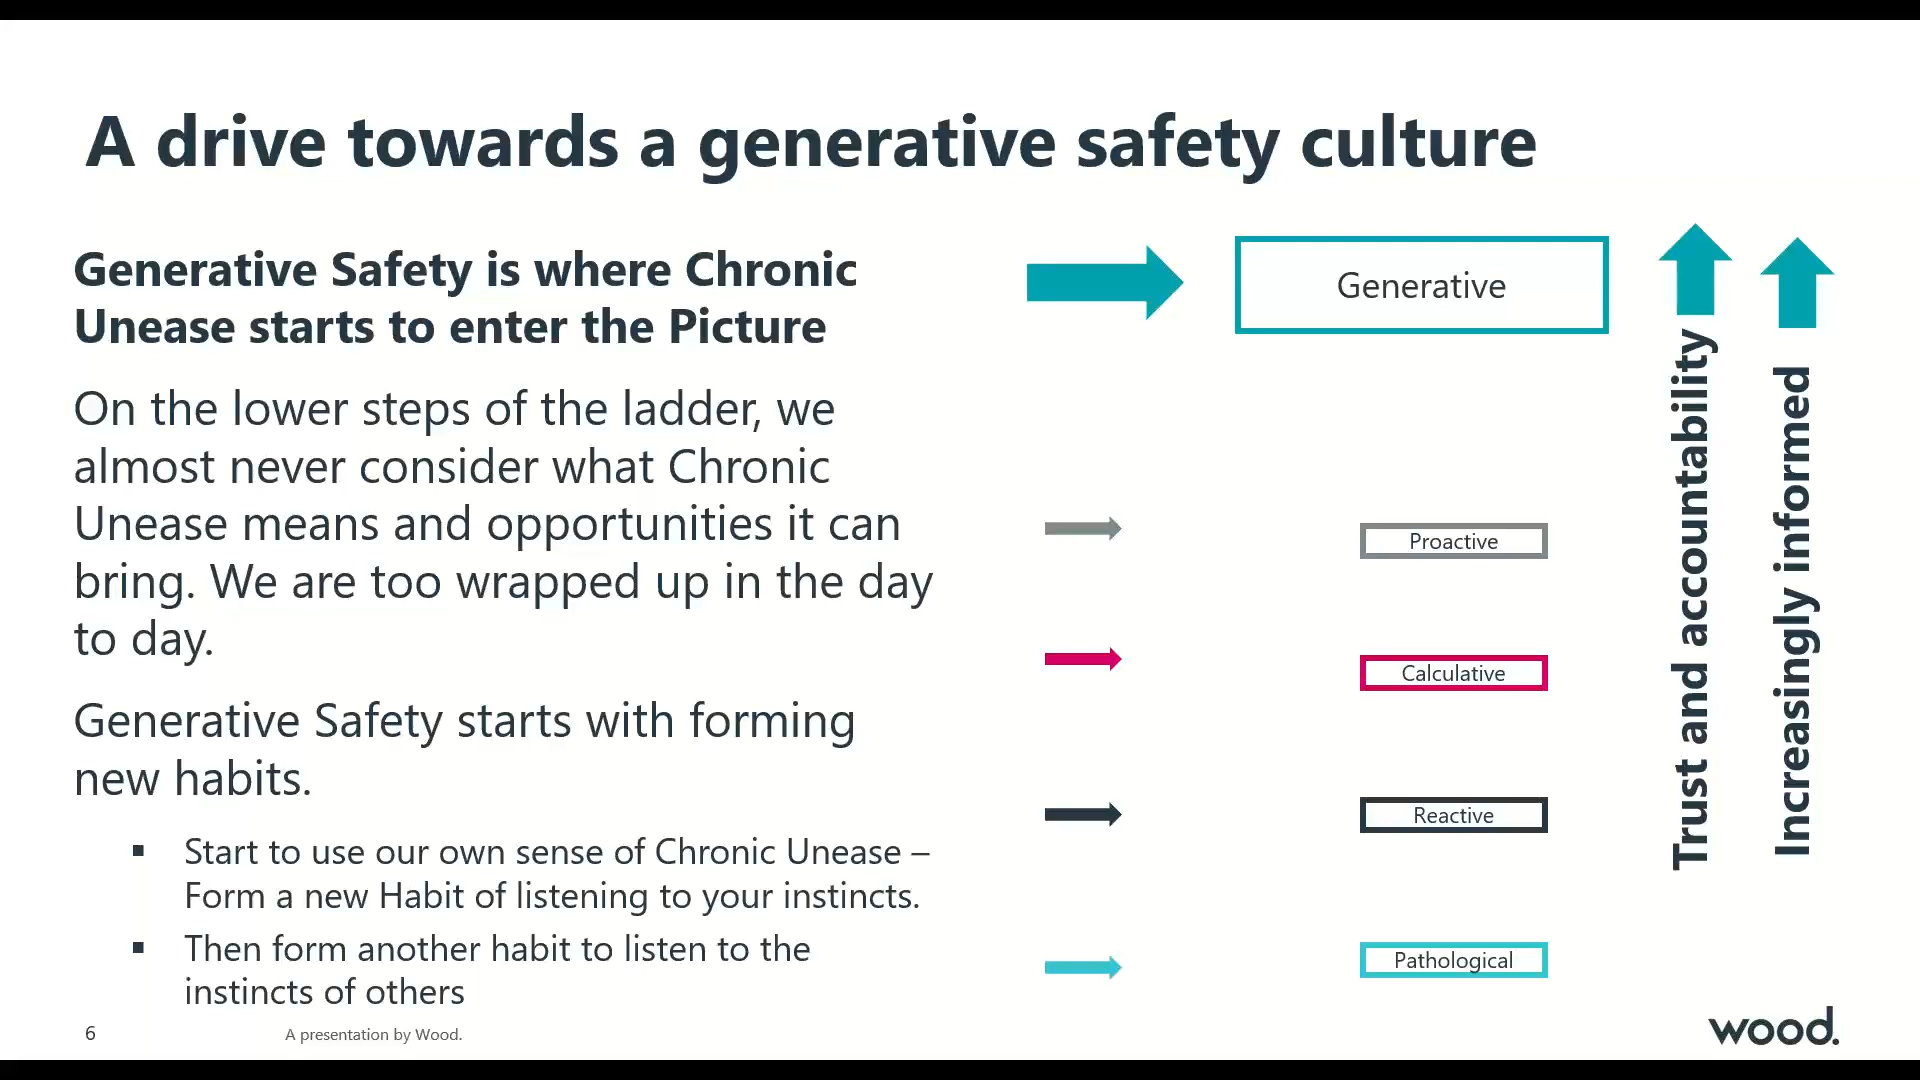 A drive towards a generative safety culture
Generative Safety is where Chronic
Unease starts to enter the Picture
On the lower steps of the ladder, we
almost never consider what Chronic
Unease means and opportunities it can
bring. We are too wrapped up in the day
to day.
Generative Safety starts with forming
new habits.
▪ Start to use our own sense of Chronic Unease –
Form a new Habit of listening to your instincts.
▪ Then form another habit to listen to the
instincts of others
Generative
Proactive
Calculative
Reactive
Pathological
Trust and accountability
Increasingly informed
6
A presentation by Wood.
wood.